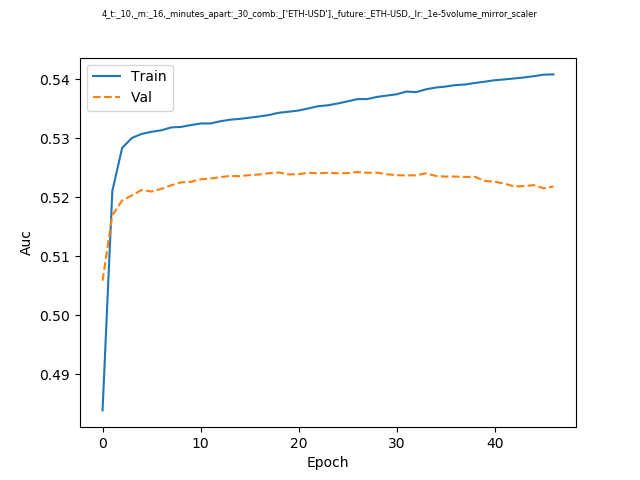 4_t:_10,_m:_16,_minutes_apart:_30_comb:_['ETH-USD'],_future:_ETH-USD,_lr:_1e-5volume_mirror_scaler
Train
Val
0.54
0.53
0.52
0.51
0.50
0.49
Auc
0 10 20 30 40
Epoch